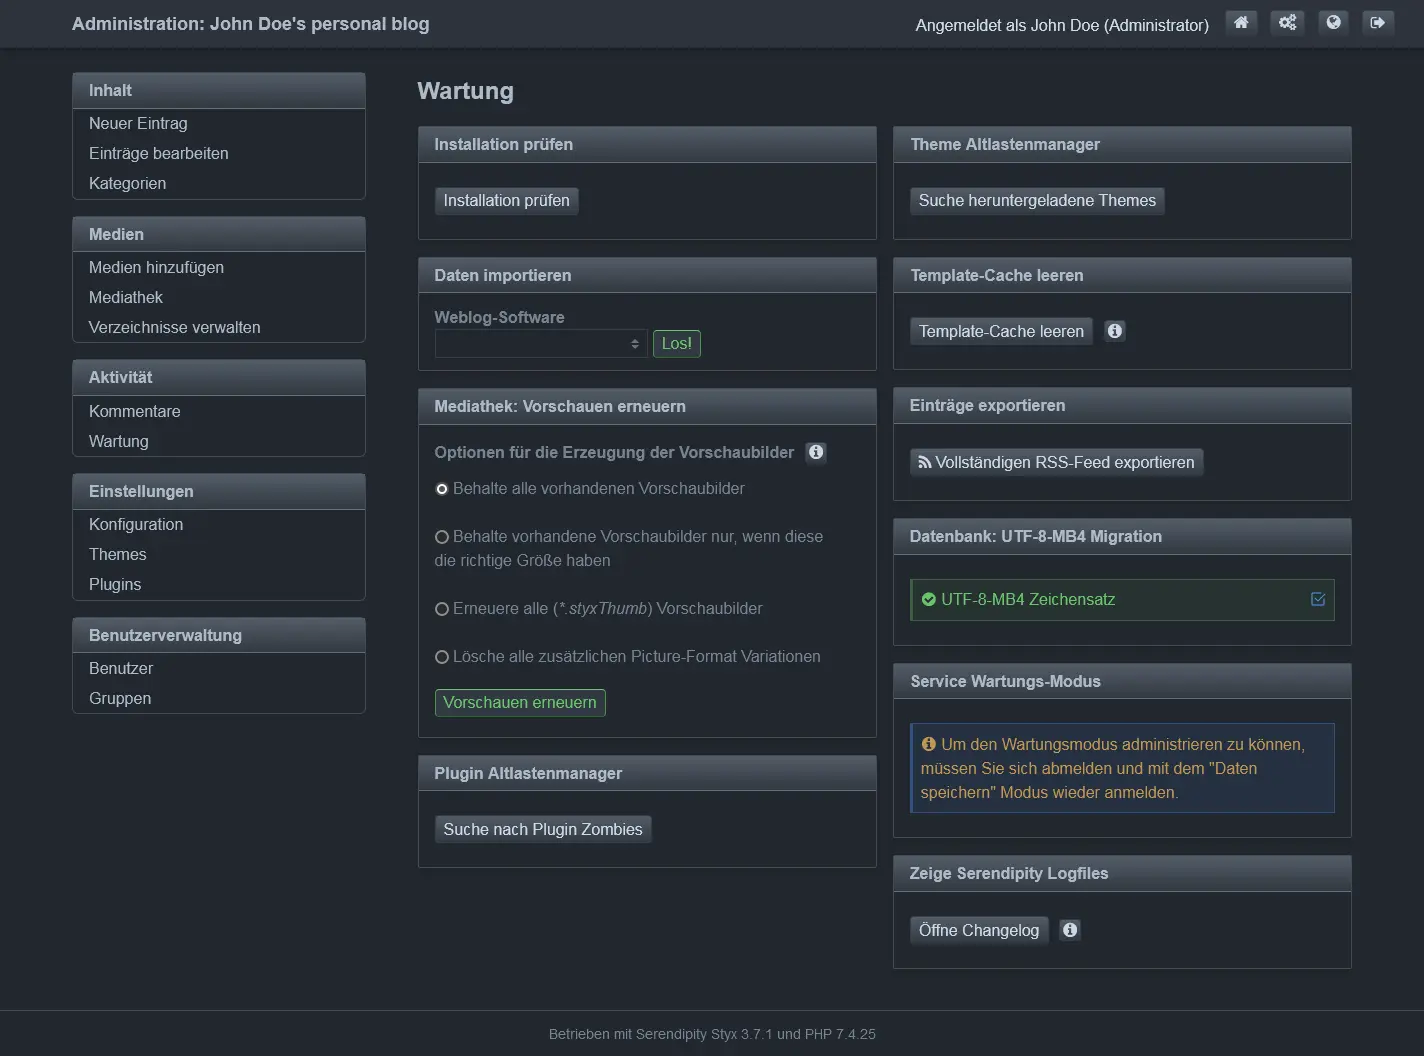 Administration: John Doe's personal blog
Angemeldet als John Doe (Administrator)
Inhalt
Neuer Eintrag
Einträge bearbeiten
Kategorien
Medien
Medien hinzufügen
Mediathek
Verzeichnisse verwalten
Aktivität
Kommentare
Wartung
Einstellungen
Konfiguration
Themes
Plugins
Benutzerverwaltung
Benutzer
Gruppen
Wartung
Installation prüfen
Installation prüfen
Daten importieren
Weblog-Software
Los!
Mediathek: Vorschauen erneuern
Optionen für die Erzeugung der Vorschaubilder
Behalte alle vorhandenen Vorschaubilder
Behalte vorhandene Vorschaubilder nur, wenn diese
die richtige Größe haben
Erneuere alle (*.styxThumb) Vorschaubilder
Lösche alle zusätzlichen Picture-Format Variationen
Vorschauen erneuern
Plugin Altlastenmanager
Suche nach Plugin Zombies
Theme Altlastenmanager
Suche heruntergeladene Themes
Template-Cache leeren
Template-Cache leeren
Einträge exportieren
Vollständigen RSS-Feed exportieren
Datenbank: UTF-8-MB4 Migration
UTF-8-MB4 Zeichensatz
Service Wartungs-Modus
Um den Wartungsmodus administrieren zu können,
müssen Sie sich abmelden und mit dem "Daten
speichern" Modus wieder anmelden.
Zeige Serendipity Logfiles
Öffne Changelog
Betrieben mit Serendipity Styx 3.7.1 und PHP 7.4.25